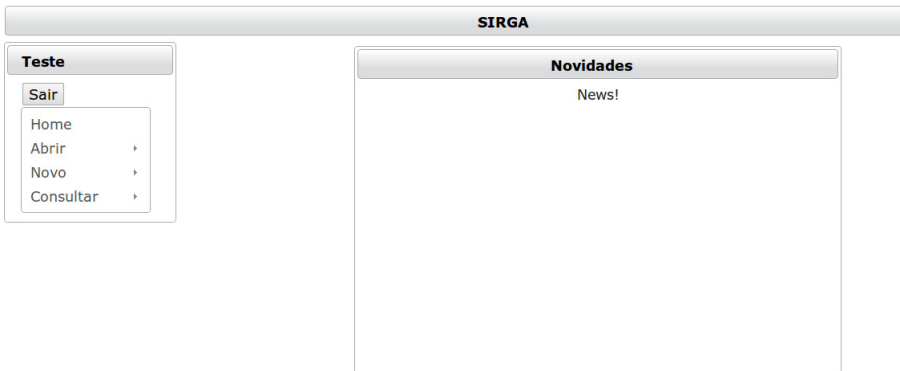 SIRGA
Teste
Sair
Home
Abrir
Novo
Consultar
Novidades
News!